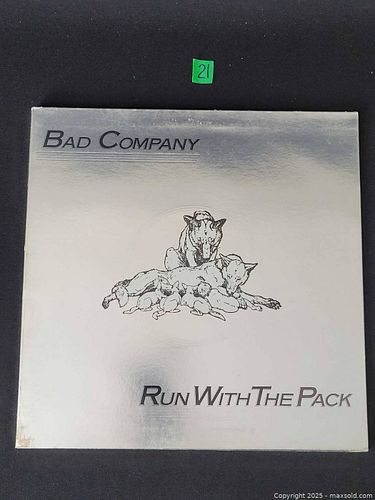 21
BAD COMPANY
RUN WITH THE PACK
Copyright 2025 - maxsold.com